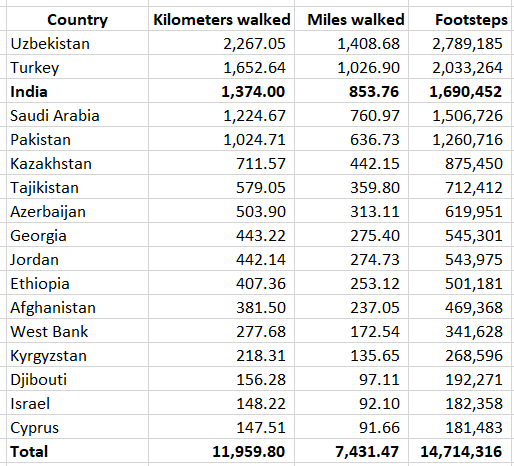 Country Kilometers walked Miles walked Footsteps
Uzbekistan 2,267.05 1,408.68 2,789,185
Turkey 1,652.64 1,026.90 2,033,264
India 1,374.00 853.76 1,690,452
Saudi Arabia 1,224.67 760.97 1,506,726
Pakistan 1,024.71 636.73 1,260,716
Kazakhstan 711.57 442.15 875,450
Tajikistan 579.05 359.80 712,412
Azerbaijan 503.90 313.11 619,951
Georgia 443.22 275.40 545,301
Jordan 442.14 274.73 543,975
Ethiopia 407.36 253.12 501,181
Afghanistan 381.50 237.05 469,368
West Bank 277.68 172.54 341,628
Kyrgyzstan 218.31 135.65 268,596
Djibouti 156.28 97.11 192,271
Israel 148.22 92.10 182,358
Cyprus 147.51 91.66 181,483
Total 11,959.80 7,431.47 14,714,316